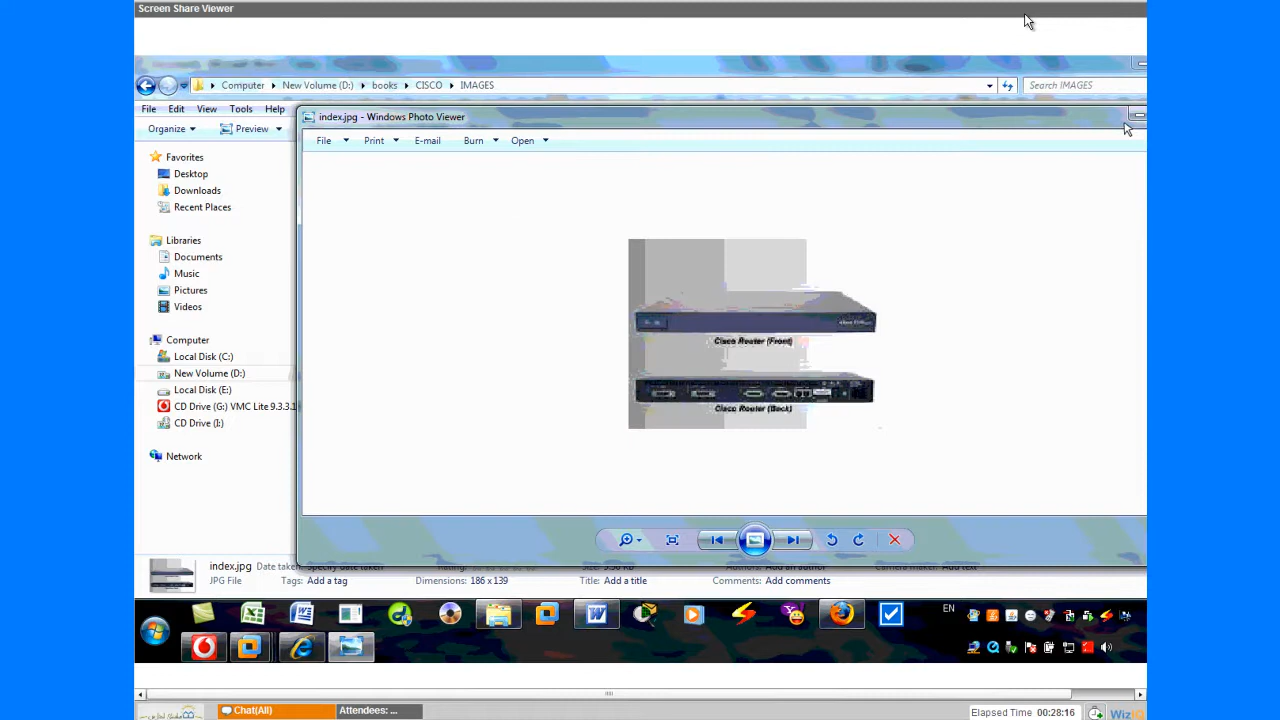 Screen Share Viewer
Computer New Volume (D:) books CISCO IMAGES Search IMAGES
File Edit View Tools Help
index.jpg - Windows Photo Viewer
Organize Preview
File Print E-mail Burn Open
Favorites
Desktop
Downloads
Recent Places
Libraries
Documents
Music
Pictures
Videos
Computer
Local Disk (C:)
New Volume (D:)
Local Disk (E:)
CD Drive (G:) VMC Lite 9.3.3.1
CD Drive (I:)
Network
Cisco Router (Front)
Cisco Router (Back)
index.jpg Date taken: Specify date taken
JPG File Tags: Add a tag Dimensions: 186 x 139 Title: Add a title Comments: Add comments
EN
Chat(All) Attendees: ... Elapsed Time 00:28:16